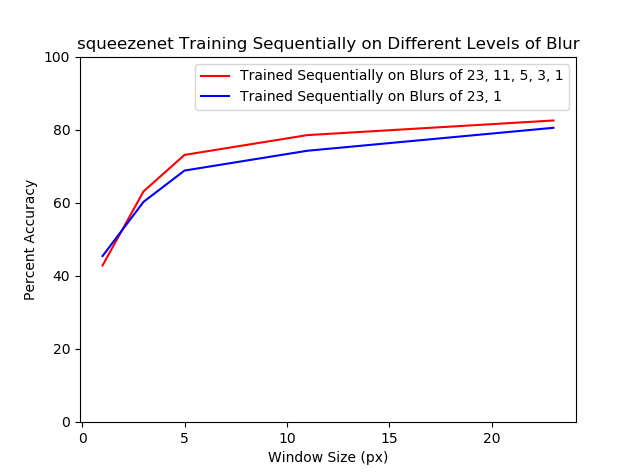 squeezenet Training Sequentially on Different Levels of Blur
100
Trained Sequentially on Blurs of 23, 11, 5, 3, 1
Trained Sequentially on Blurs of 23, 1
80
60
40
20
0
Percent Accuracy
0 5 10 15 20
Window Size (px)